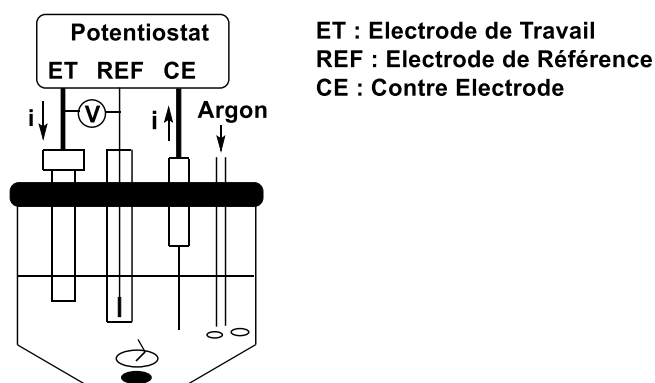 Potentiostat
ET REF CE
i V i Argon
ET : Electrode de Travail
REF : Electrode de Référence
CE : Contre Electrode